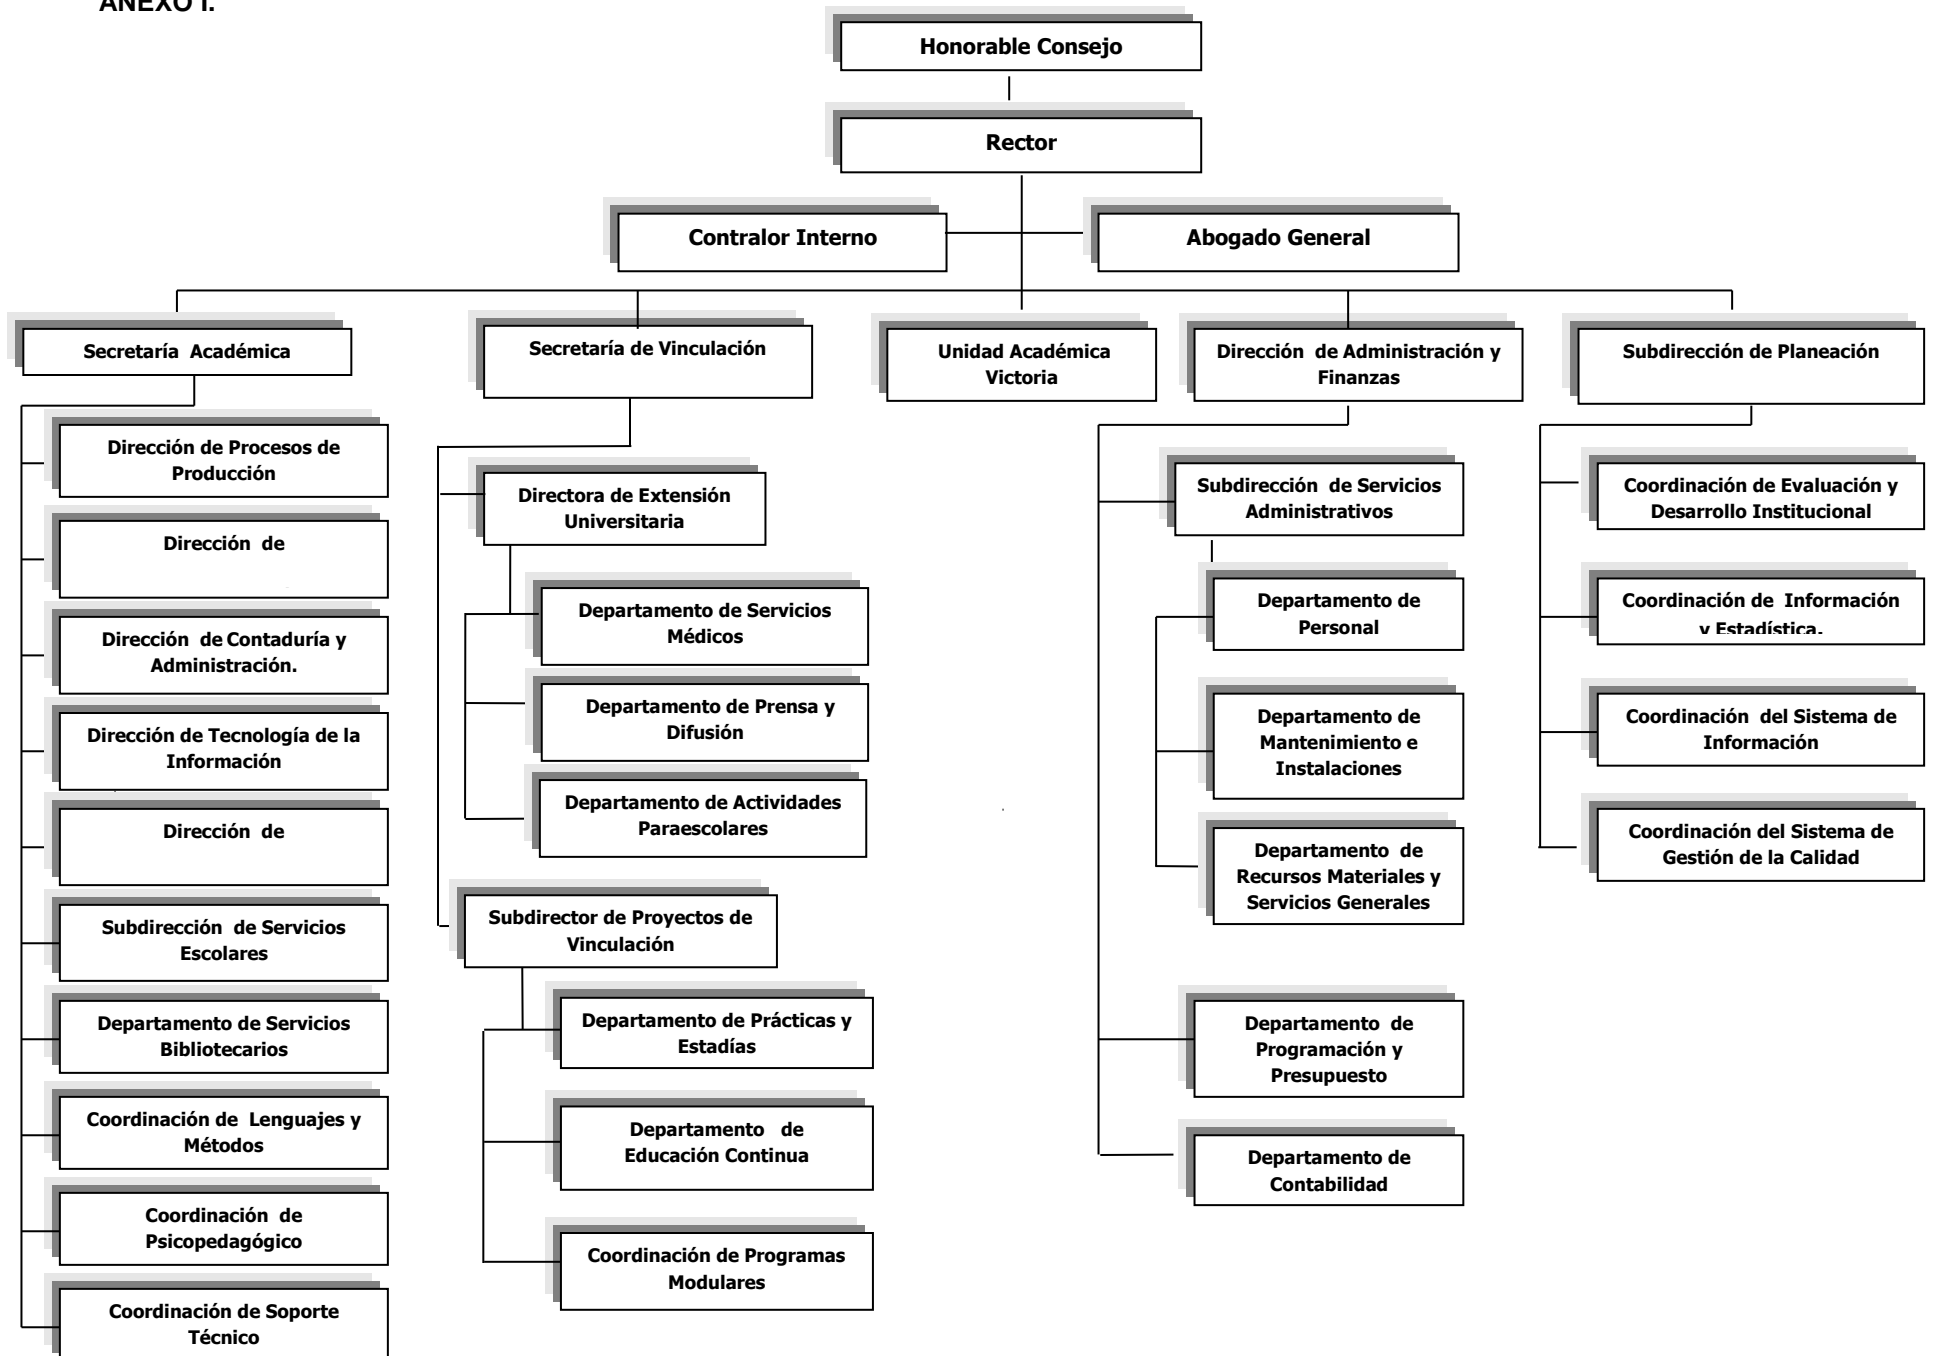 ANEXO I.
Honorable Consejo
Rector
Contralor Interno
Abogado General
Secretaría Académica
Dirección de Procesos de
Producción
Dirección de
Dirección de Contaduría y
Administración.
Dirección de Tecnología de la
Información
Dirección de
Subdirección de Servicios
Escolares
Departamento de Servicios
Bibliotecarios
Coordinación de Lenguajes y
Métodos
Coordinación de
Psicopedagógico
Coordinación de Soporte
Técnico
Secretaría de Vinculación
Directora de Extensión
Universitaria
Departamento de Servicios
Médicos
Departamento de Prensa y
Difusión
Departamento de Actividades
Paraescolares
Subdirector de Proyectos de
Vinculación
Departamento de Prácticas y
Estadías
Departamento de
Educación Continua
Coordinación de Programas
Modulares
Unidad Académica
Victoria
Dirección de Administración y
Finanzas
Subdirección de Servicios
Administrativos
Departamento de
Personal
Departamento de
Mantenimiento e
Instalaciones
Departamento de
Recursos Materiales y
Servicios Generales
Departamento de
Programación y
Presupuesto
Departamento de
Contabilidad
Subdirección de Planeación
Coordinación de Evaluación y
Desarrollo Institucional
Coordinación de Información
y Estadística.
Coordinación del Sistema de
Información
Coordinación del Sistema de
Gestión de la Calidad